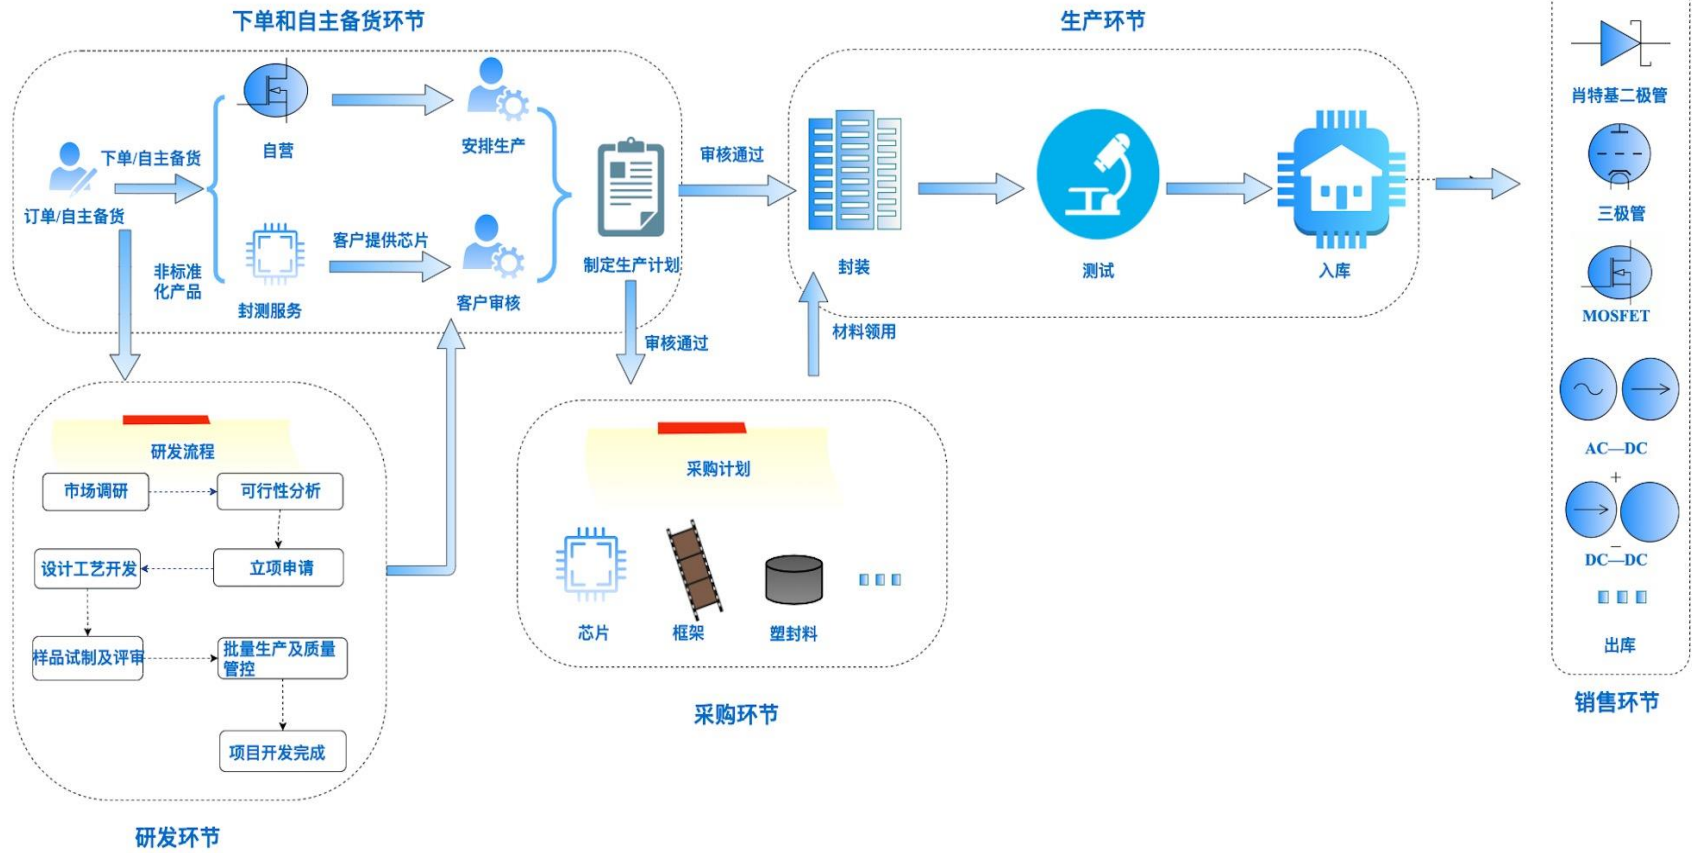 下单和自主备货环节
生产环节
订单/自主备货
下单/自主备货
自营
安排生产
非标准
化产品
封测服务
客户提供芯片
客户审核
制定生产计划
审核通过
审核通过
封装
测试
入库
材料领用
研发流程
市场调研
可行性分析
设计工艺开发
立项申请
样品试制及评审
批量生产及质量
管控
项目开发完成
研发环节
采购计划
芯片
框架
塑封料
采购环节
肖特基二极管
三极管
MOSFET
AC—DC
+
−
DC—DC
出库
销售环节